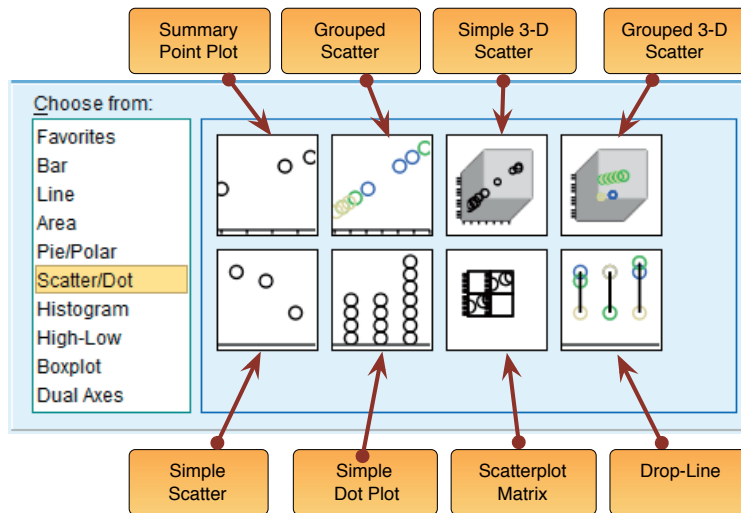 Summary
Point Plot
Grouped
Scatter
Simple 3-D
Scatter
Grouped 3-D
Scatter
Choose from:
Favorites
Bar
Line
Area
Pie/Polar
Scatter/Dot
Histogram
High-Low
Boxplot
Dual Axes
Simple
Scatter
Simple
Dot Plot
Scatterplot
Matrix
Drop-Line